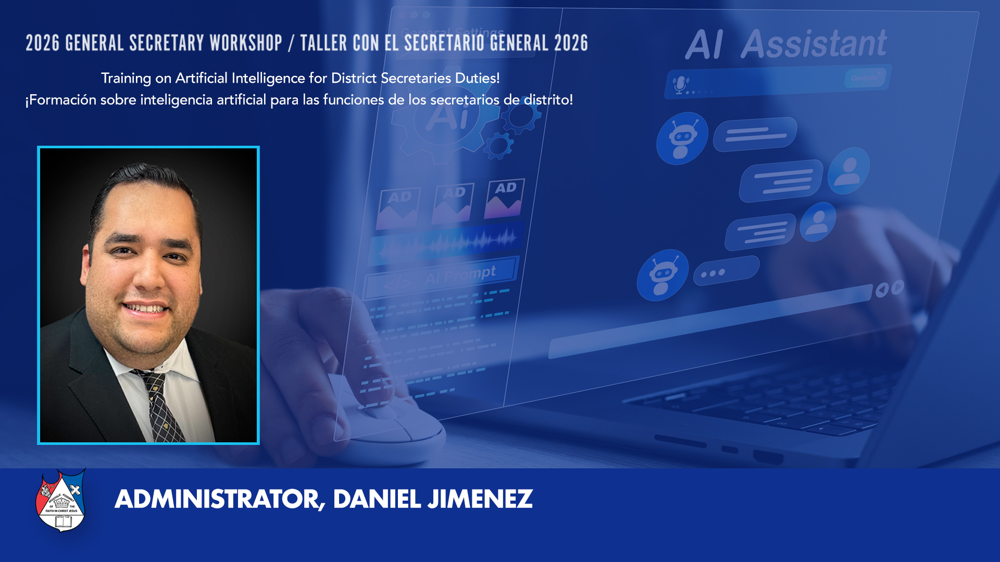 2026 GENERAL SECRETARY WORKSHOP / TALLER CON EL SECRETARIO GENERAL 2026
Training on Artificial Intelligence for District Secretaries Duties!
¡Formación sobre inteligencia artificial para las funciones de los secretarios de distrito!
General Settings
AI Assistant
Generate
Ai
AD AD AD
</> Ai Prompt
APOSTOLIC ASSEMBLY
OF THE
FAITH IN CHRIST JESUS
ADMINISTRATOR, DANIEL JIMENEZ